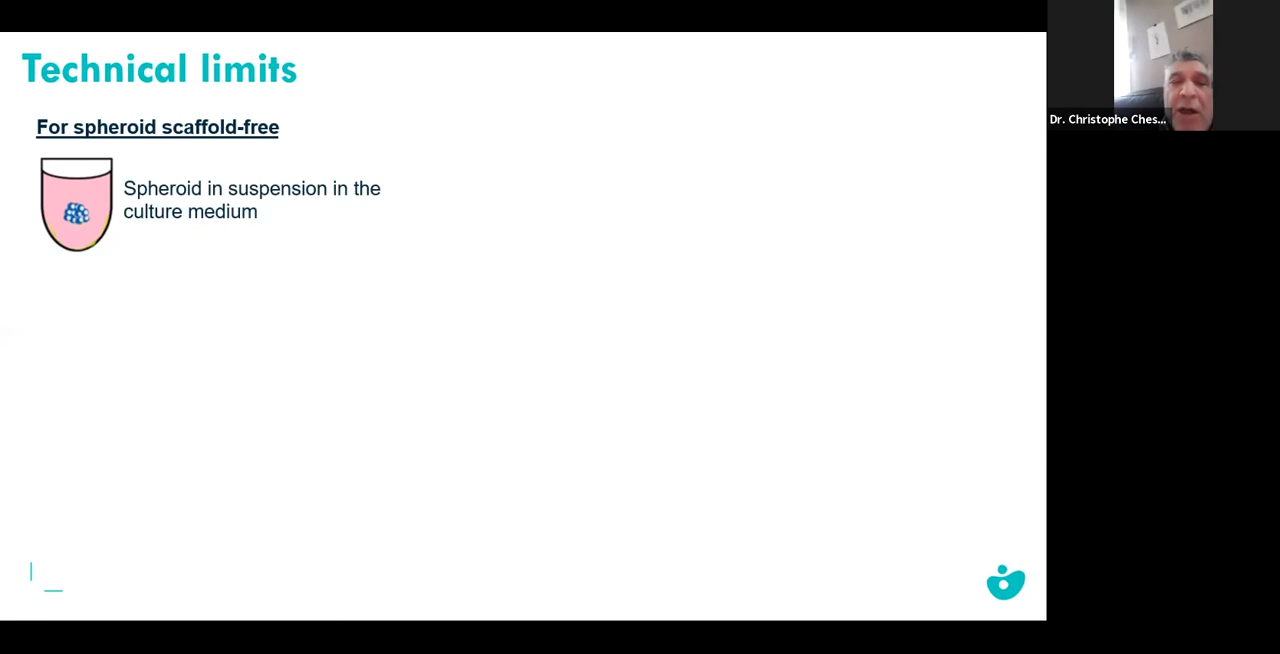 Technical limits
For spheroid scaffold-free
Spheroid in suspension in the
culture medium
Dr. Christophe Ches...